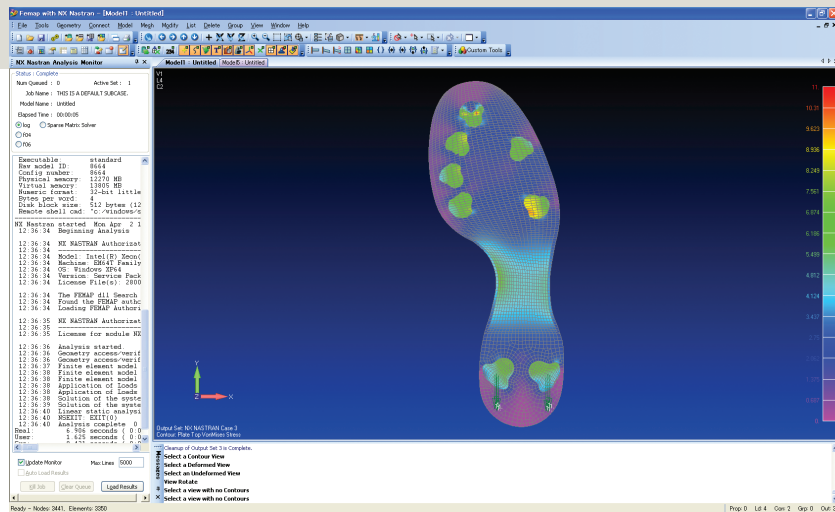 Femap with NX Nastran - [Model1 : Untitled]
File Tools Geometry Connect Model Mesh Modify List Delete Group View Window Help
Custom Tools
NX Nastran Analysis Monitor
Model1 : Untitled Model5 : Untitled
Status : Complete
Num Queued : 0 Active Set : 1
Job Name : THIS IS A DEFAULT SUBCASE.
Model Name : Untitled
Elapsed Time : 00:00:05
log Sparse Matrix Solver
f04
f06
Executable: standard
Raw model ID: 8664
Config number: 8664
Physical memory: 12270 MB
Virtual memory: 13805 MB
Numeric format: 32-bit little
Bytes per word: 4
Disk block size: 512 bytes (12
Remote shell cmd: "c:/windows/s
NX Nastran started Mon Apr 2 1
12:36:34 Beginning Analysis
12:36:34 NX NASTRAN Authorizat
12:36:34
12:36:34 Model: Intel(R) Xeon(
12:36:34 Machine: EM64T Family
12:36:34 OS: Windows XP64
12:36:34 Version: Service Pack
12:36:34 License File(s): 2800
12:36:34 The FEMAP dll Search
12:36:34 Found the FEMAP autho
12:36:34 Loading FEMAP Authori
12:36:35 NX NASTRAN Authorizat
12:36:35
12:36:35 License for module NX
12:36:36 Analysis started.
12:36:36 Geometry access/verif
12:36:36 Geometry access/verif
12:36:37 Finite element model
12:36:38 Finite element model
12:36:38 Finite element model
12:36:38 Application of Loads
12:36:38 Application of Loads
12:36:38 Solution of the syste
12:36:39 Solution of the syste
12:36:40 Linear static analysi
12:36:40 NSEXIT: EXIT(0)
12:36:40 Analysis complete 0
Real: 6.906 seconds ( 0:0
User: 1.625 seconds ( 0:0
Update Monitor Max Lines 5000
Auto Load Results
Kill Job Clear Queue Load Results
V1
L4
C2
11.
10.31
9.623
8.936
8.249
7.561
6.874
6.186
5.499
4.812
4.124
3.437
0.
Y
Z X
Output Set: NX NASTRAN Case 3
Contour: Plate Top VonMises Stress
Messages
Cleanup of Output Set 3 is Complete.
Select a Contour View
Select a Deformed View
Select an Undeformed View
View Rotate
Select a view with no Contours
Select a view with no Contours
Ready - Nodes: 3441, Elements: 3350
Prop: 0 Ld: 4 Con: 2 Grp: 0 Out: 3